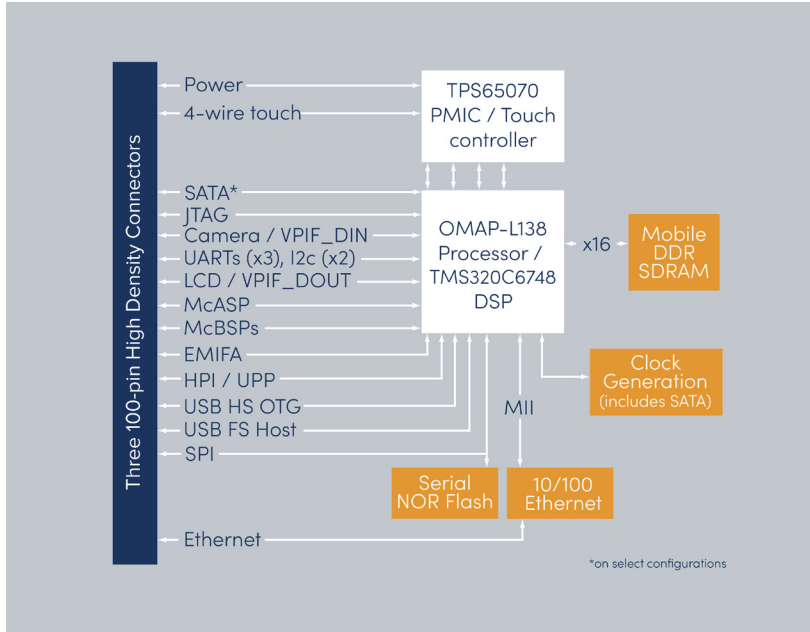 Three 100-pin High Density Connectors
Power
4-wire touch
SATA*
JTAG
Camera / VPIF_DIN
UARTs (x3), I2c (x2)
LCD / VPIF_DOUT
McASP
McBSPs
EMIFA
HPI / UPP
USB HS OTG
USB FS Host
SPI
Ethernet
TPS65070
PMIC / Touch
controller
OMAP-L138
Processor /
TMS320C6748
DSP
x16
Mobile
DDR
SDRAM
Clock
Generation
(includes SATA)
MII
Serial
NOR Flash
10/100
Ethernet
*on select configurations